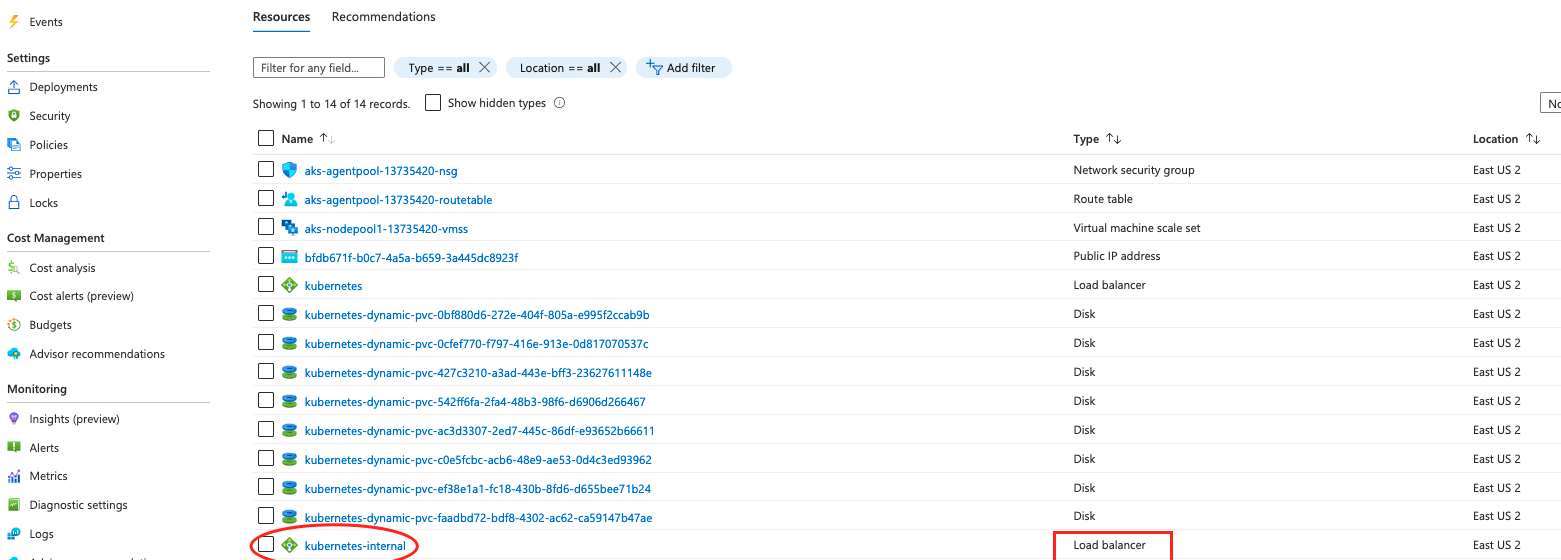 Events
Settings
Deployments
Security
Policies
Properties
Locks
Cost Management
Cost analysis
Cost alerts (preview)
Budgets
Advisor recommendations
Monitoring
Insights (preview)
Alerts
Metrics
Diagnostic settings
Logs
Resources Recommendations
Filter for any field... Type == all Location == all Add filter
Showing 1 to 14 of 14 records. Show hidden types
Name Type Location
aks-agentpool-13735420-nsg Network security group East US 2
aks-agentpool-13735420-routetable Route table East US 2
aks-nodepool1-13735420-vmss Virtual machine scale set East US 2
bfdb671f-b0c7-4a5a-b659-3a445dc8923f Public IP address East US 2
kubernetes Load balancer East US 2
kubernetes-dynamic-pvc-0bf880d6-272e-404f-805a-e995f2ccab9b Disk East US 2
kubernetes-dynamic-pvc-0cfef770-f797-416e-913e-0d817070537c Disk East US 2
kubernetes-dynamic-pvc-427c3210-a3ad-443e-bff3-23627611148e Disk East US 2
kubernetes-dynamic-pvc-542ff6fa-2fa4-48b3-98f6-d6906d266467 Disk East US 2
kubernetes-dynamic-pvc-ac3d3307-2ed7-445c-86df-e93652b66611 Disk East US 2
kubernetes-dynamic-pvc-c0e5fcbc-acb6-48e9-ae53-0d4c3ed93962 Disk East US 2
kubernetes-dynamic-pvc-ef38e1a1-fc18-430b-8fd6-d655bee71b24 Disk East US 2
kubernetes-dynamic-pvc-faadbd72-bdf8-4302-ac62-ca59147b47ae Disk East US 2
kubernetes-internal Load balancer East US 2